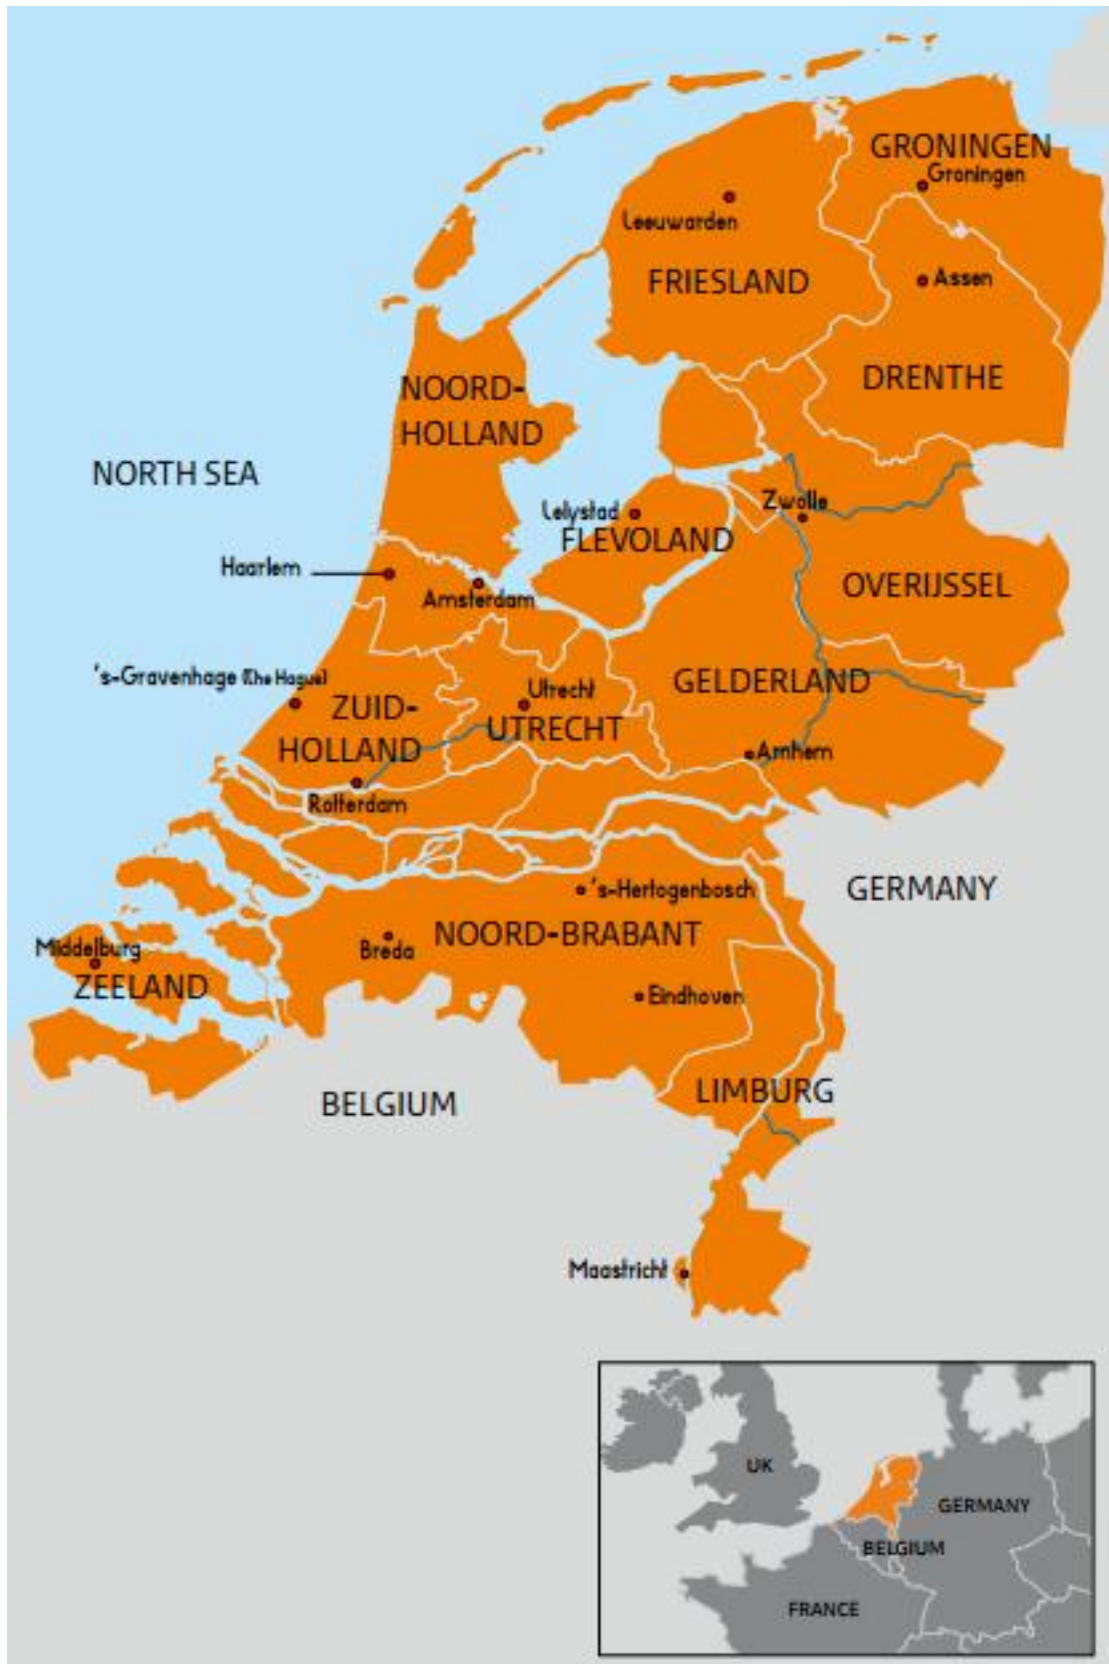 GRONINGEN
Groningen
Leeuwarden
FRIESLAND
Assen
DRENTHE
NOORD-
HOLLAND
NORTH SEA
Zwolle
Lelystad
FLEVOLAND
Haarlem
OVERIJSSEL
Amsterdam
's-Gravenhage (The Hague)
GELDERLAND
Utrecht
ZUID-
HOLLAND
UTRECHT
Arnhem
Rotterdam
GERMANY
's-Hertogenbosch
NOORD-BRABANT
Middelburg
Breda
ZEELAND
Eindhoven
LIMBURG
BELGIUM
Maastricht
UK
GERMANY
BELGIUM
FRANCE